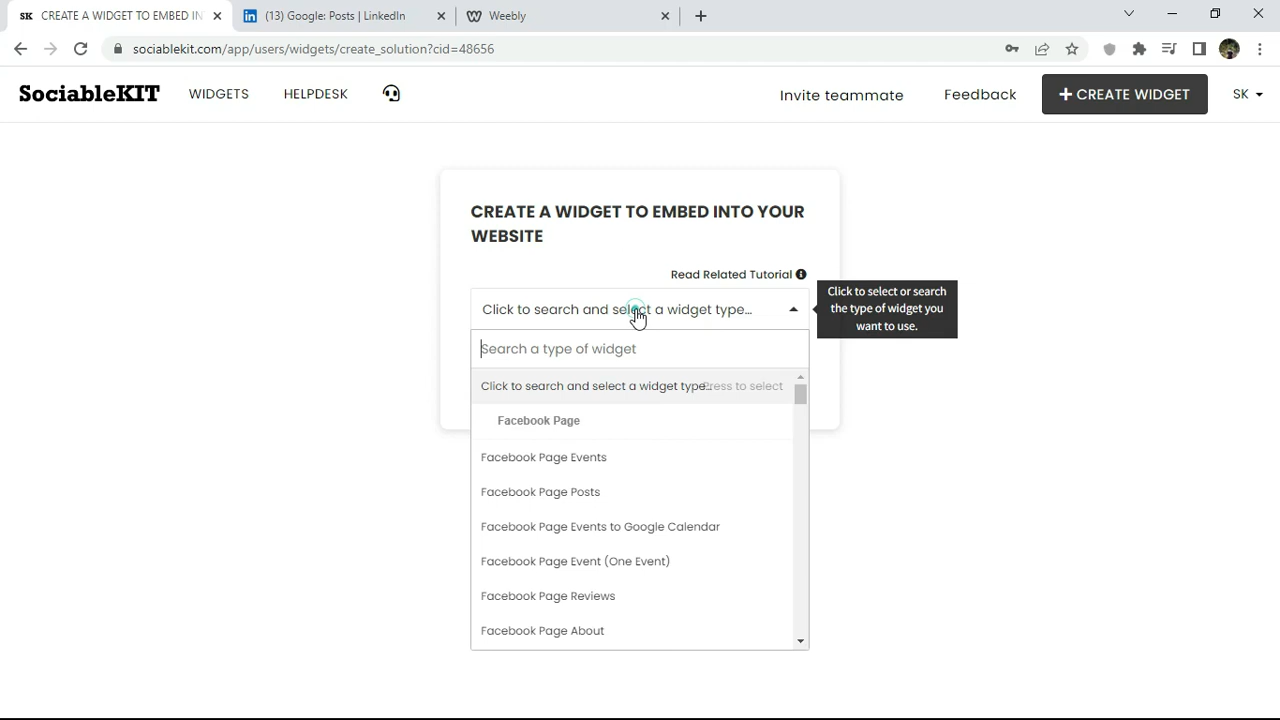 SK CREATE A WIDGET TO EMBED IN
(13) Google: Posts | LinkedIn
Weebly
sociablekit.com/app/users/widgets/create_solution?cid=48656
SociableKIT
WIDGETS
HELPDESK
Invite teammate
Feedback
+ CREATE WIDGET
SK
CREATE A WIDGET TO EMBED INTO YOUR
WEBSITE
Read Related Tutorial
Click to search and select a widget type...
Click to select or search
the type of widget you
want to use.
Search a type of widget
Click to search and select a widget type... Press to select
Facebook Page
Facebook Page Events
Facebook Page Posts
Facebook Page Events to Google Calendar
Facebook Page Event (One Event)
Facebook Page Reviews
Facebook Page About